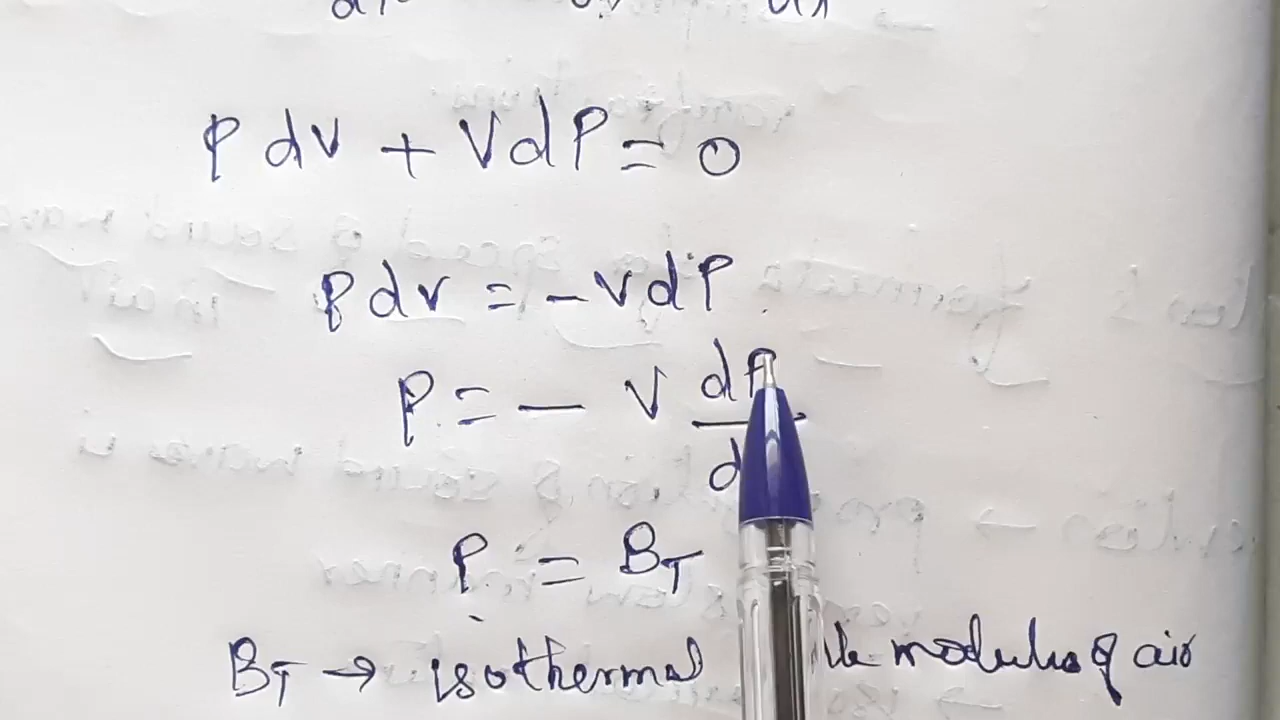 P dV + V dP = 0
P dV = - V dP
P = - V dP / d
P = B_T
B_T → isothermal modulus of air